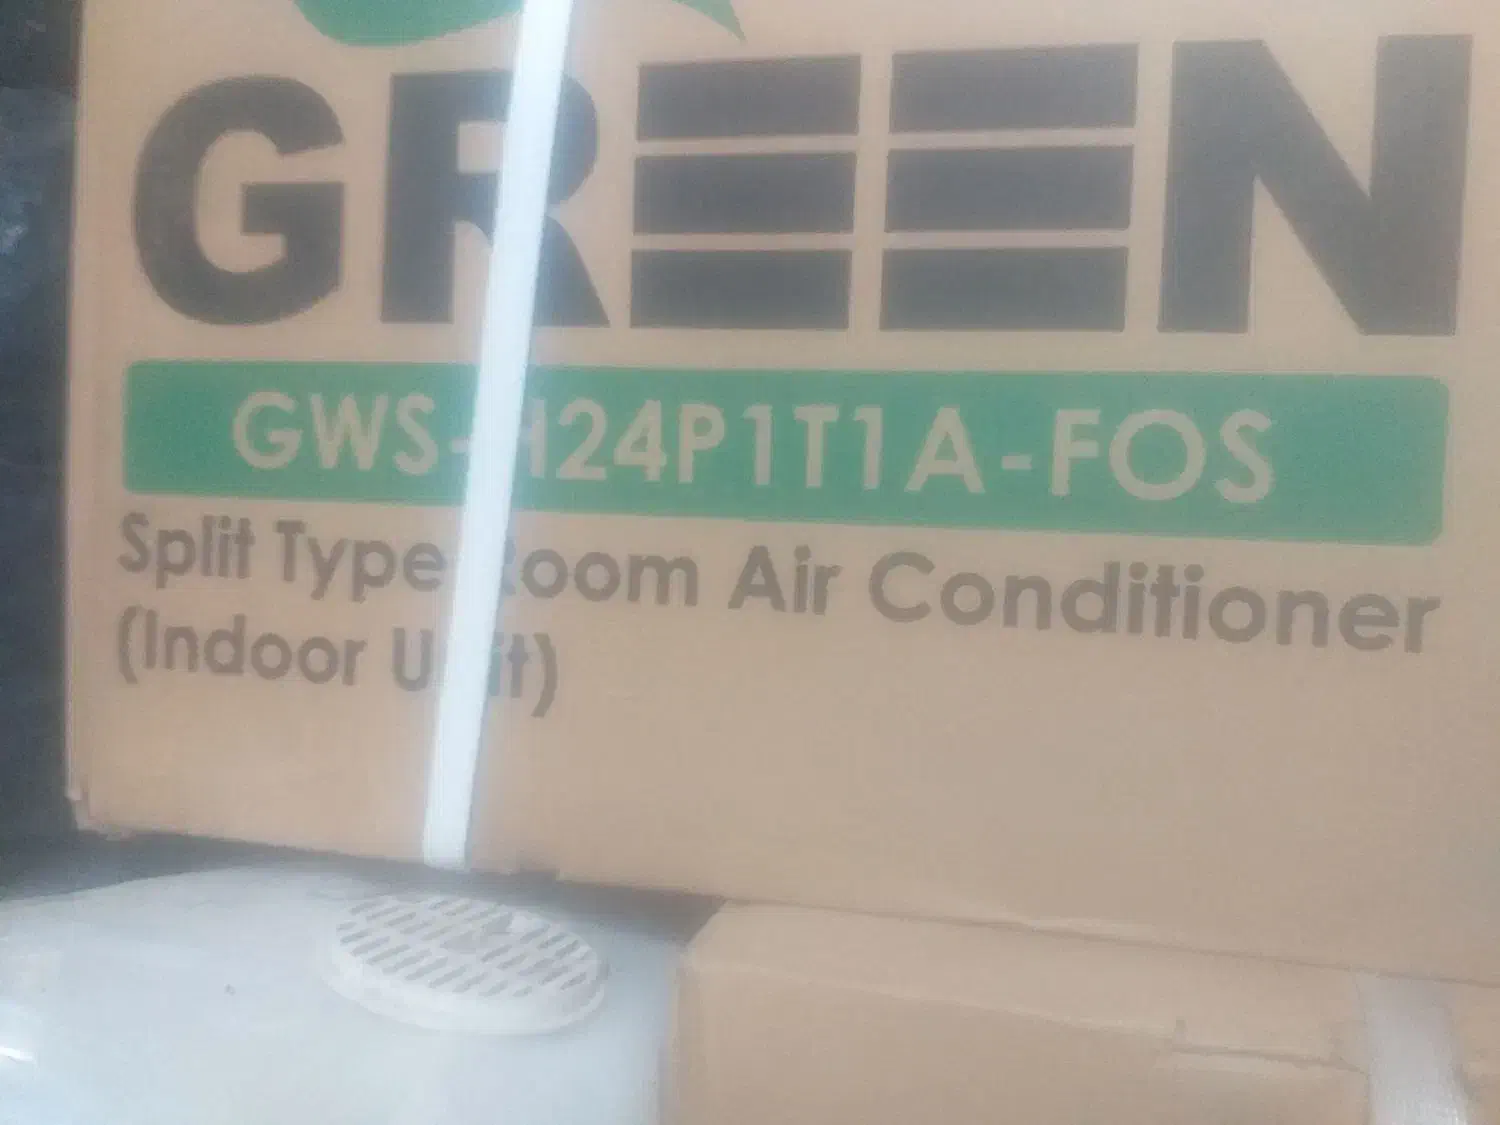 GREEN
GWS-H24P1T1A-FOS
Split Type Room Air Conditioner
(Indoor Unit)